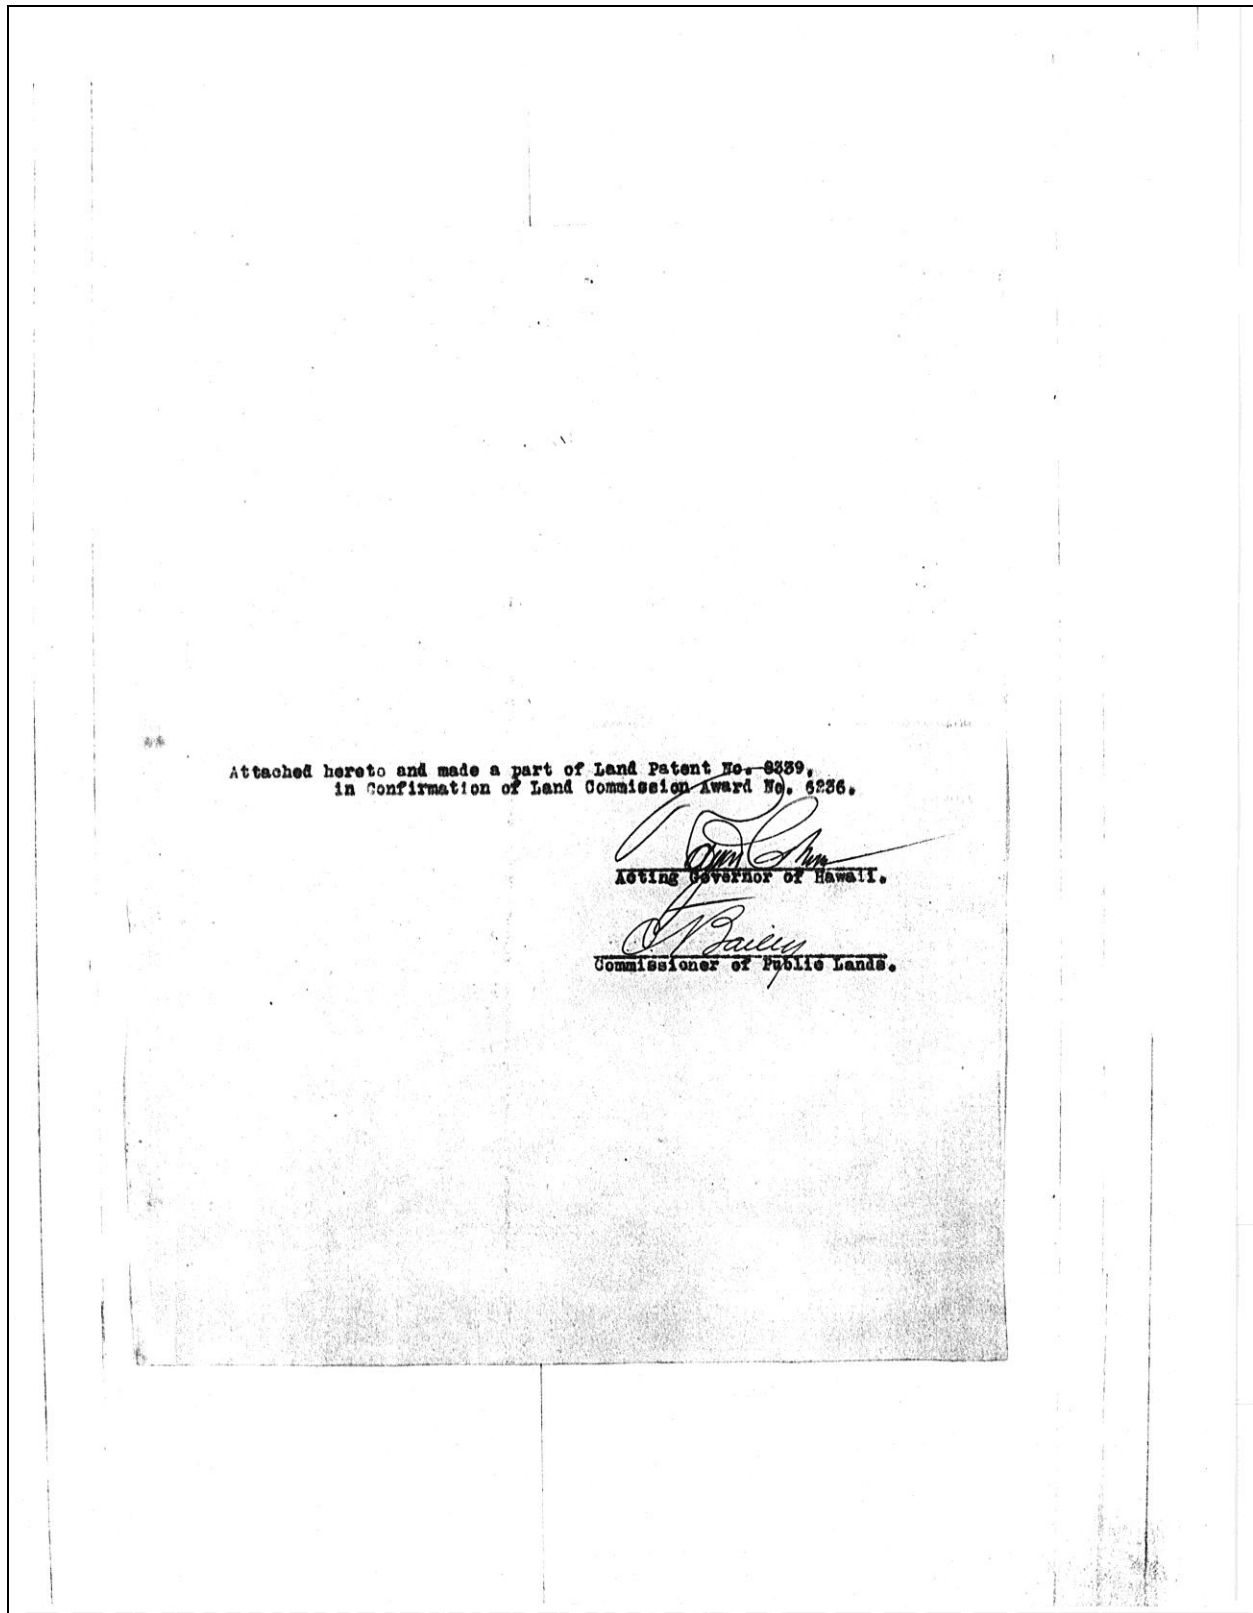 Attached hereto and made a part of Land Patent No. 8339,
in Confirmation of Land Commission Award No. 6236.
Acting Governor of Hawaii.
Bailey
Commissioner of Public Lands.